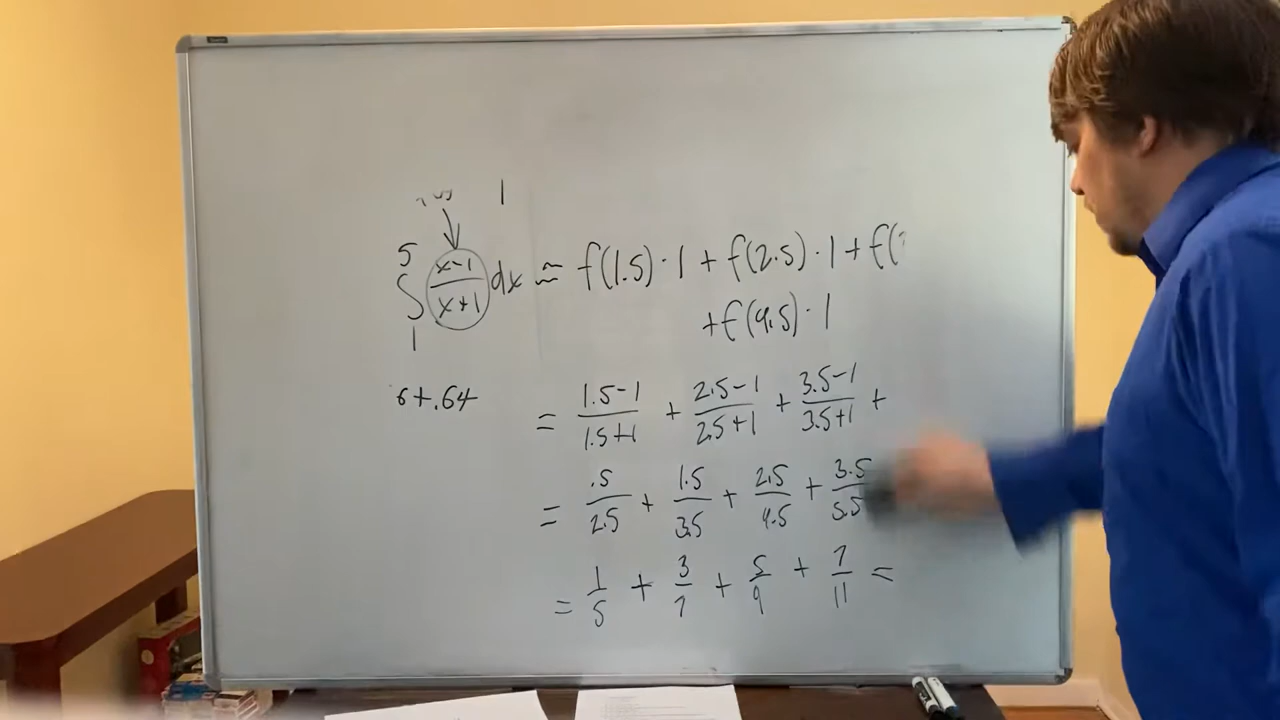 1
5
∫ (x-1)/(x+1) dx ≈ f(1.5)·1 + f(2.5)·1 + f(
1
+f(4.5)·1
6+.64
= (1.5-1)/(1.5+1) + (2.5-1)/(2.5+1) + (3.5-1)/(3.5+1) +
= .5/2.5 + 1.5/3.5 + 2.5/4.5 + 3.5/5.5
= 1/5 + 3/7 + 5/9 + 7/11 =